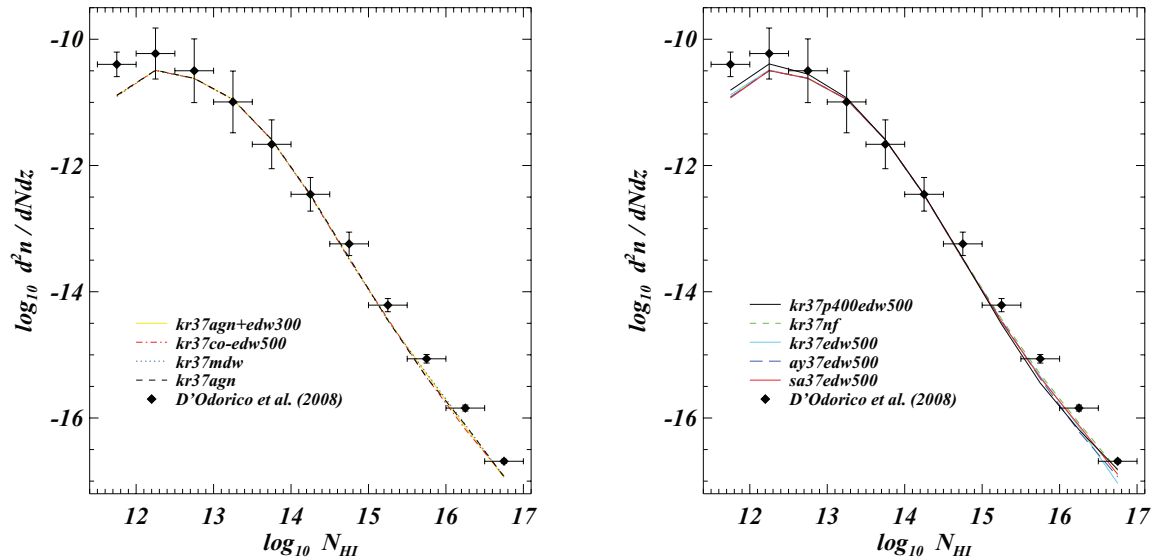 -10
-12
-14
-16
log10 d²n / dNdz
kr37agn+edw300
kr37co-edw500
kr37mdw
kr37agn
D'Odorico et al. (2008)
12 13 14 15 16 17
log10 NHI
-10
-12
-14
-16
log10 d²n / dNdz
kr37p400edw500
kr37nf
kr37edw500
ay37edw500
sa37edw500
D'Odorico et al. (2008)
12 13 14 15 16 17
log10 NHI